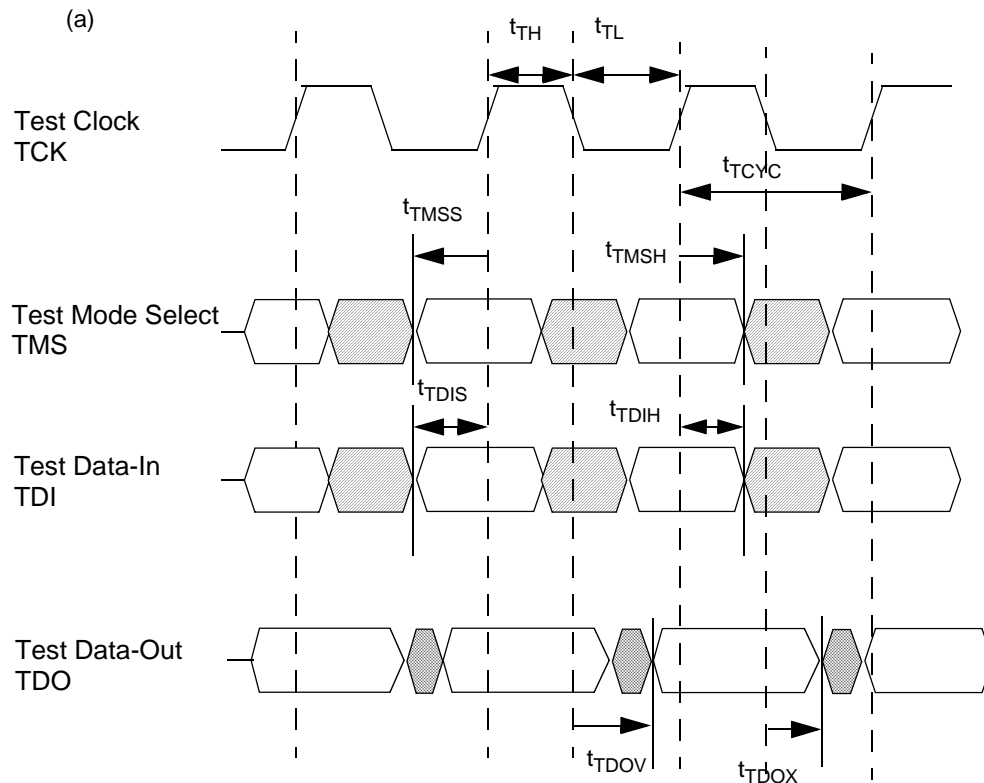 (a)
tTH
tTL
Test Clock
TCK
tTCYC
tTMSS
tTMSH
Test Mode Select
TMS
tTDIS
tTDIH
Test Data-In
TDI
Test Data-Out
TDO
tTDOV
tTDOX